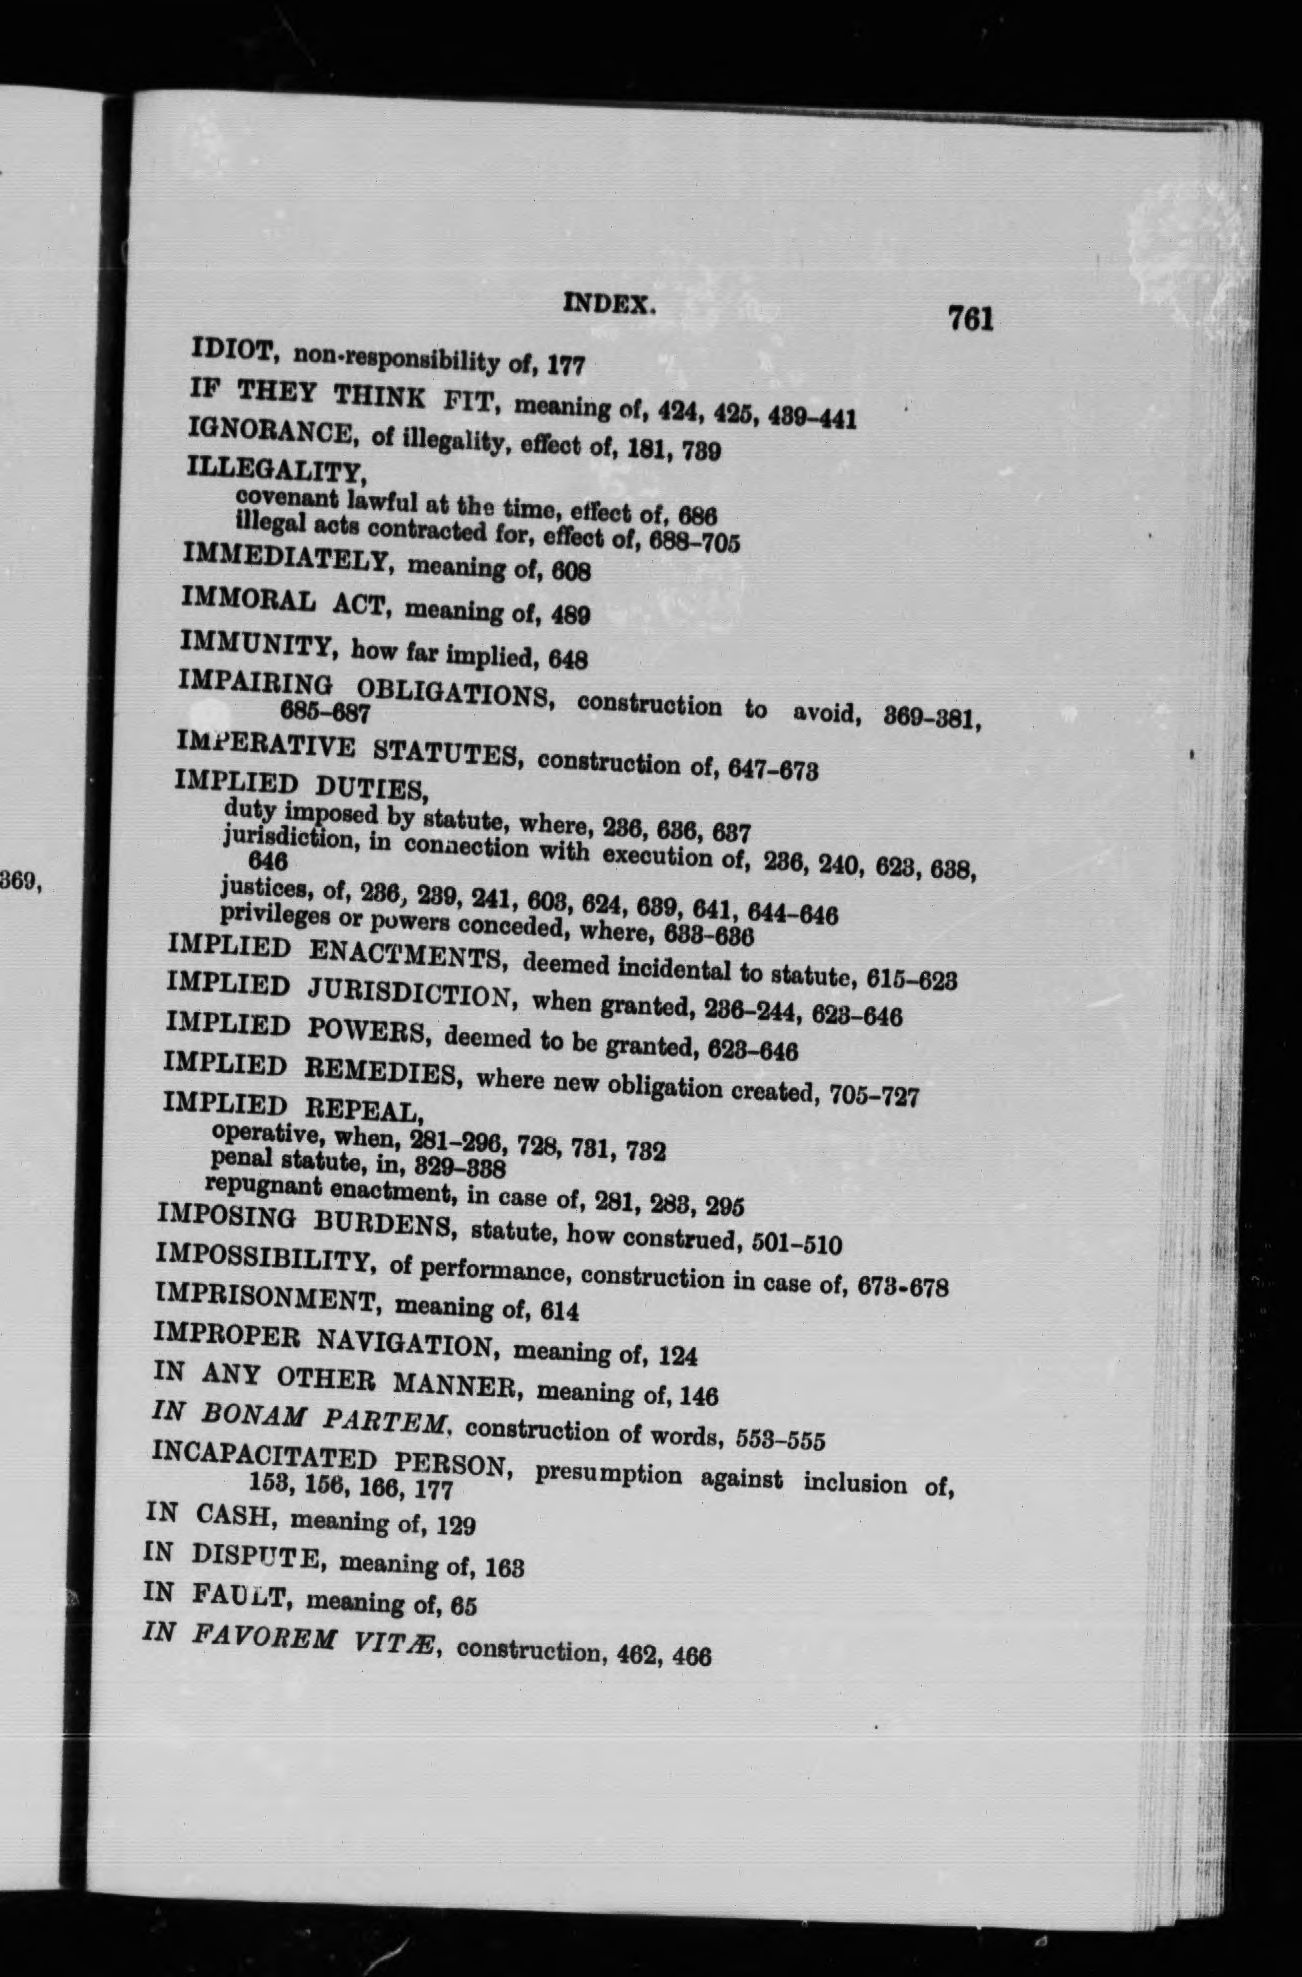 369,
INDEX.
761
IDIOT, non-responsibility of, 177
IF THEY THINK FIT, meaning of, 424, 425, 439–441
IGNORANCE, of illegality, effect of, 181, 739
ILLEGALITY,
covenant lawful at the time, effect of, 686
illegal acts contracted for, effect of, 688–705
IMMEDIATELY, meaning of, 608
IMMORAL ACT, meaning of, 489
IMMUNITY, how far implied, 648
IMPAIRING OBLIGATIONS, construction to avoid, 369–381,
685–687
IMPERATIVE STATUTES, construction of, 647–673
IMPLIED DUTIES,
duty imposed by statute, where, 236, 636, 637
jurisdiction, in connection with execution of, 236, 240, 623, 638,
646
justices, of, 236, 239, 241, 603, 624, 639, 641, 644–646
privileges or powers conceded, where, 633–636
IMPLIED ENACTMENTS, deemed incidental to statute, 615–623
IMPLIED JURISDICTION, when granted, 236–244, 623–646
IMPLIED POWERS, deemed to be granted, 623–646
IMPLIED REMEDIES, where new obligation created, 705–727
IMPLIED REPEAL,
operative, when, 281–296, 728, 731, 732
penal statute, in, 329–338
repugnant enactment, in case of, 281, 283, 295
IMPOSING BURDENS, statute, how construed, 501–510
IMPOSSIBILITY, of performance, construction in case of, 673-678
IMPRISONMENT, meaning of, 614
IMPROPER NAVIGATION, meaning of, 124
IN ANY OTHER MANNER, meaning of, 146
IN BONAM PARTEM, construction of words, 553–555
INCAPACITATED PERSON, presumption against inclusion of,
153, 156, 166, 177
IN CASH, meaning of, 129
IN DISPUTE, meaning of, 163
IN FAULT, meaning of, 65
IN FAVOREM VITÆ, construction, 462, 466